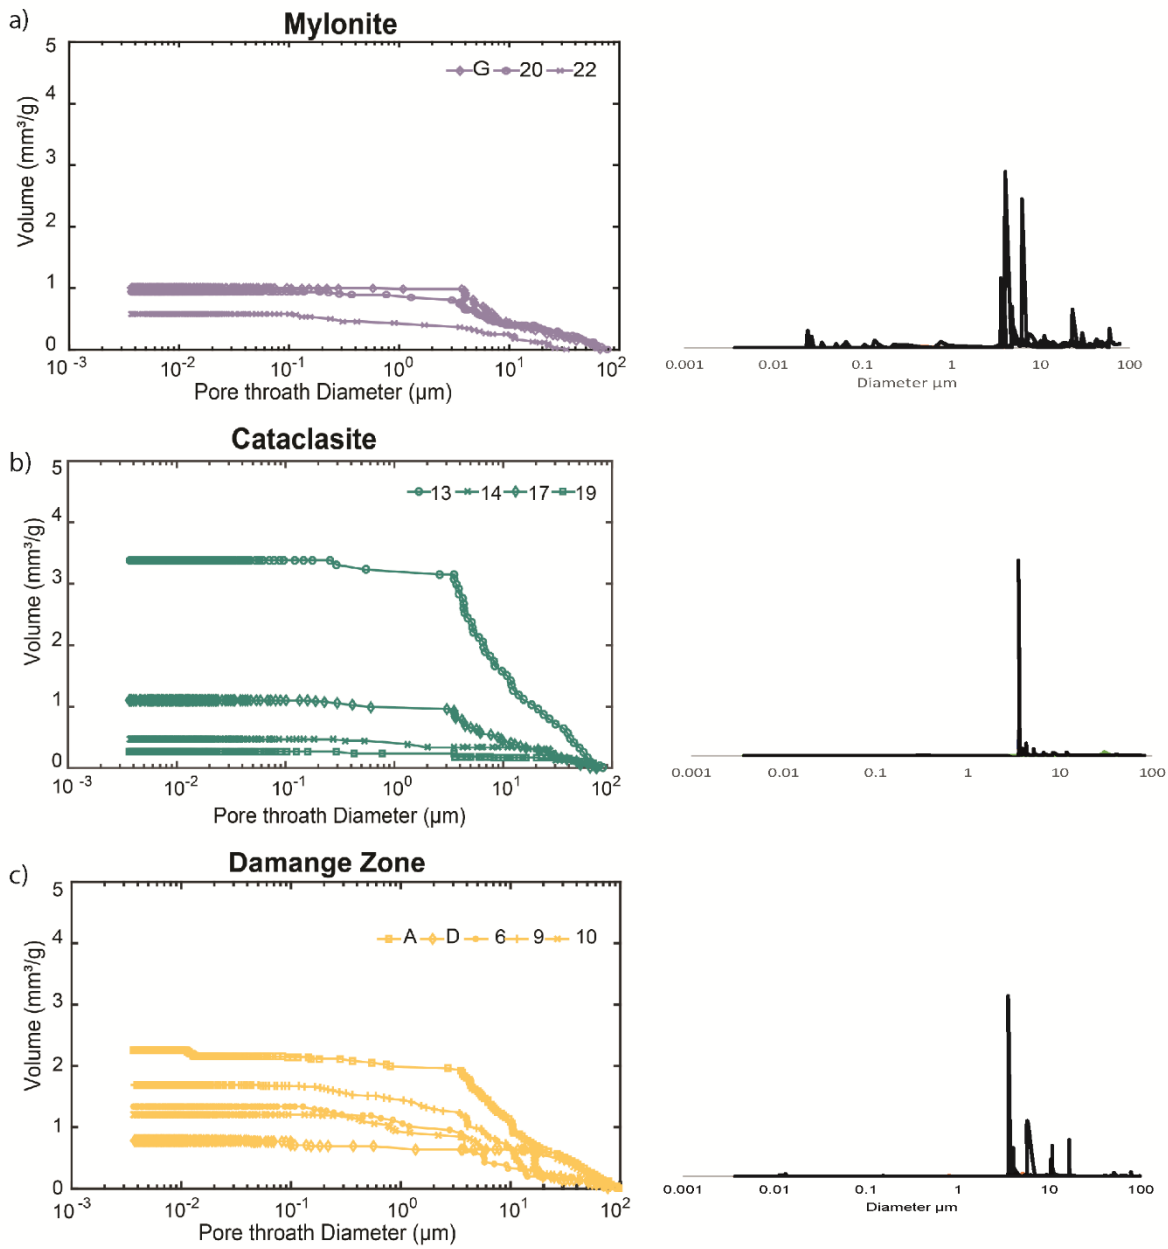 a)
Mylonite
5
4
3
2
1
0
Volume (mm³/g)
G 20 22
10⁻³ 10⁻² 10⁻¹ 10⁰ 10¹ 10²
Pore throath Diameter (µm)
0.001 0.01 0.1 1 10 100
Diameter µm
b)
Cataclasite
5
4
3
2
1
0
Volume (mm³/g)
13 14 17 19
10⁻³ 10⁻² 10⁻¹ 10⁰ 10¹ 10²
Pore throath Diameter (µm)
0.001 0.01 0.1 1 10 100
Diameter µm
c)
Damange Zone
5
4
3
2
1
0
Volume (mm³/g)
A D 6 9 10
10⁻³ 10⁻² 10⁻¹ 10⁰ 10¹ 10²
Pore throath Diameter (µm)
0.001 0.01 0.1 1 10 100
Diameter µm